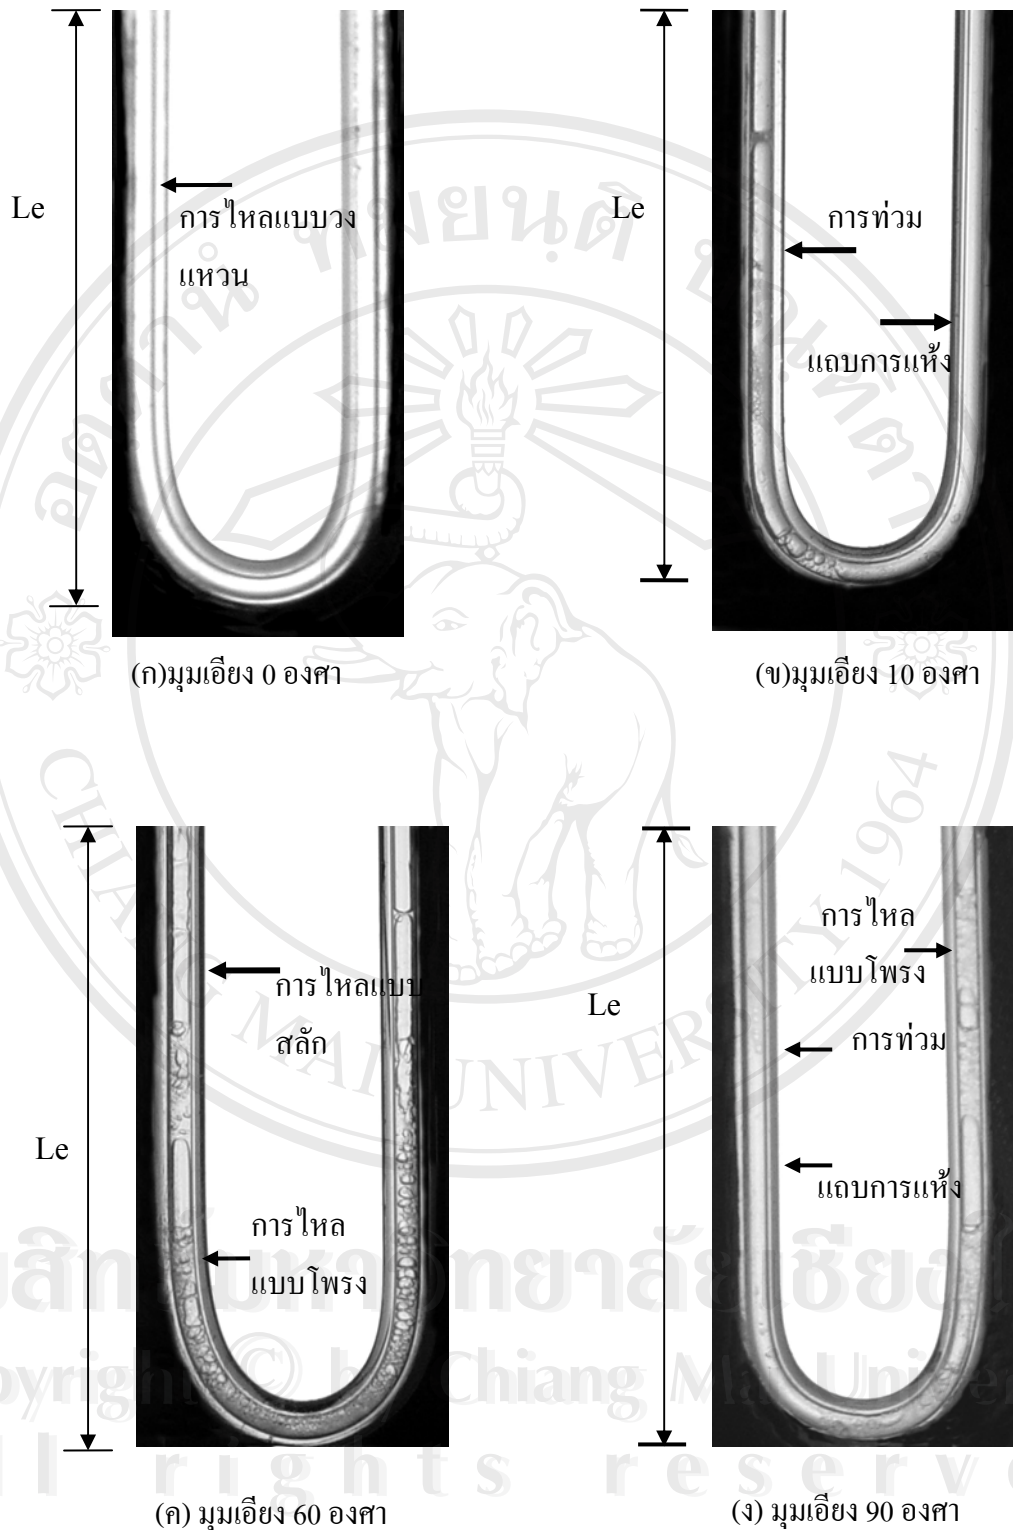 Le
การไหลแบบวง
แหวน
(ก)มุมเอียง 0 องศา
Le
การท่วม
แถบการแห้ง
(ข)มุมเอียง 10 องศา
Le
การไหลแบบ
สลัก
การไหล
แบบโพรง
(ค) มุมเอียง 60 องศา
Le
การไหล
แบบโพรง
การท่วม
แถบการแห้ง
(ง) มุมเอียง 90 องศา
CHIANG MAI UNIVERSITY 1964
Copyright © by Chiang Mai University
All rights reserved